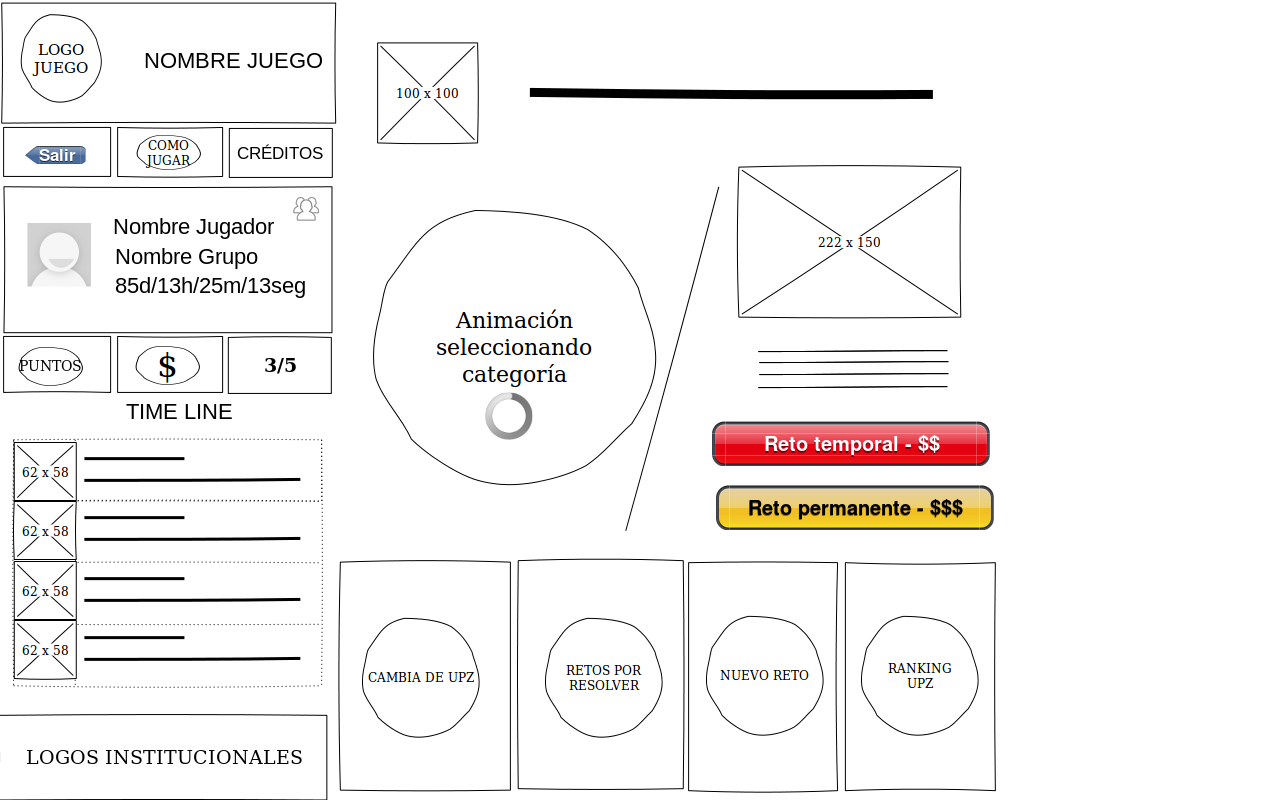 LOGO
JUEGO
NOMBRE JUEGO
Salir
COMO
JUGAR
CRÉDITOS
Nombre Jugador
Nombre Grupo
85d/13h/25m/13seg
PUNTOS
$
3/5
TIME LINE
62 x 58
62 x 58
62 x 58
62 x 58
LOGOS INSTITUCIONALES
100 x 100
Animación
seleccionando
categoría
222 x 150
Reto temporal - $$
Reto permanente - $$$
CAMBIA DE UPZ
RETOS POR
RESOLVER
NUEVO RETO
RANKING
UPZ